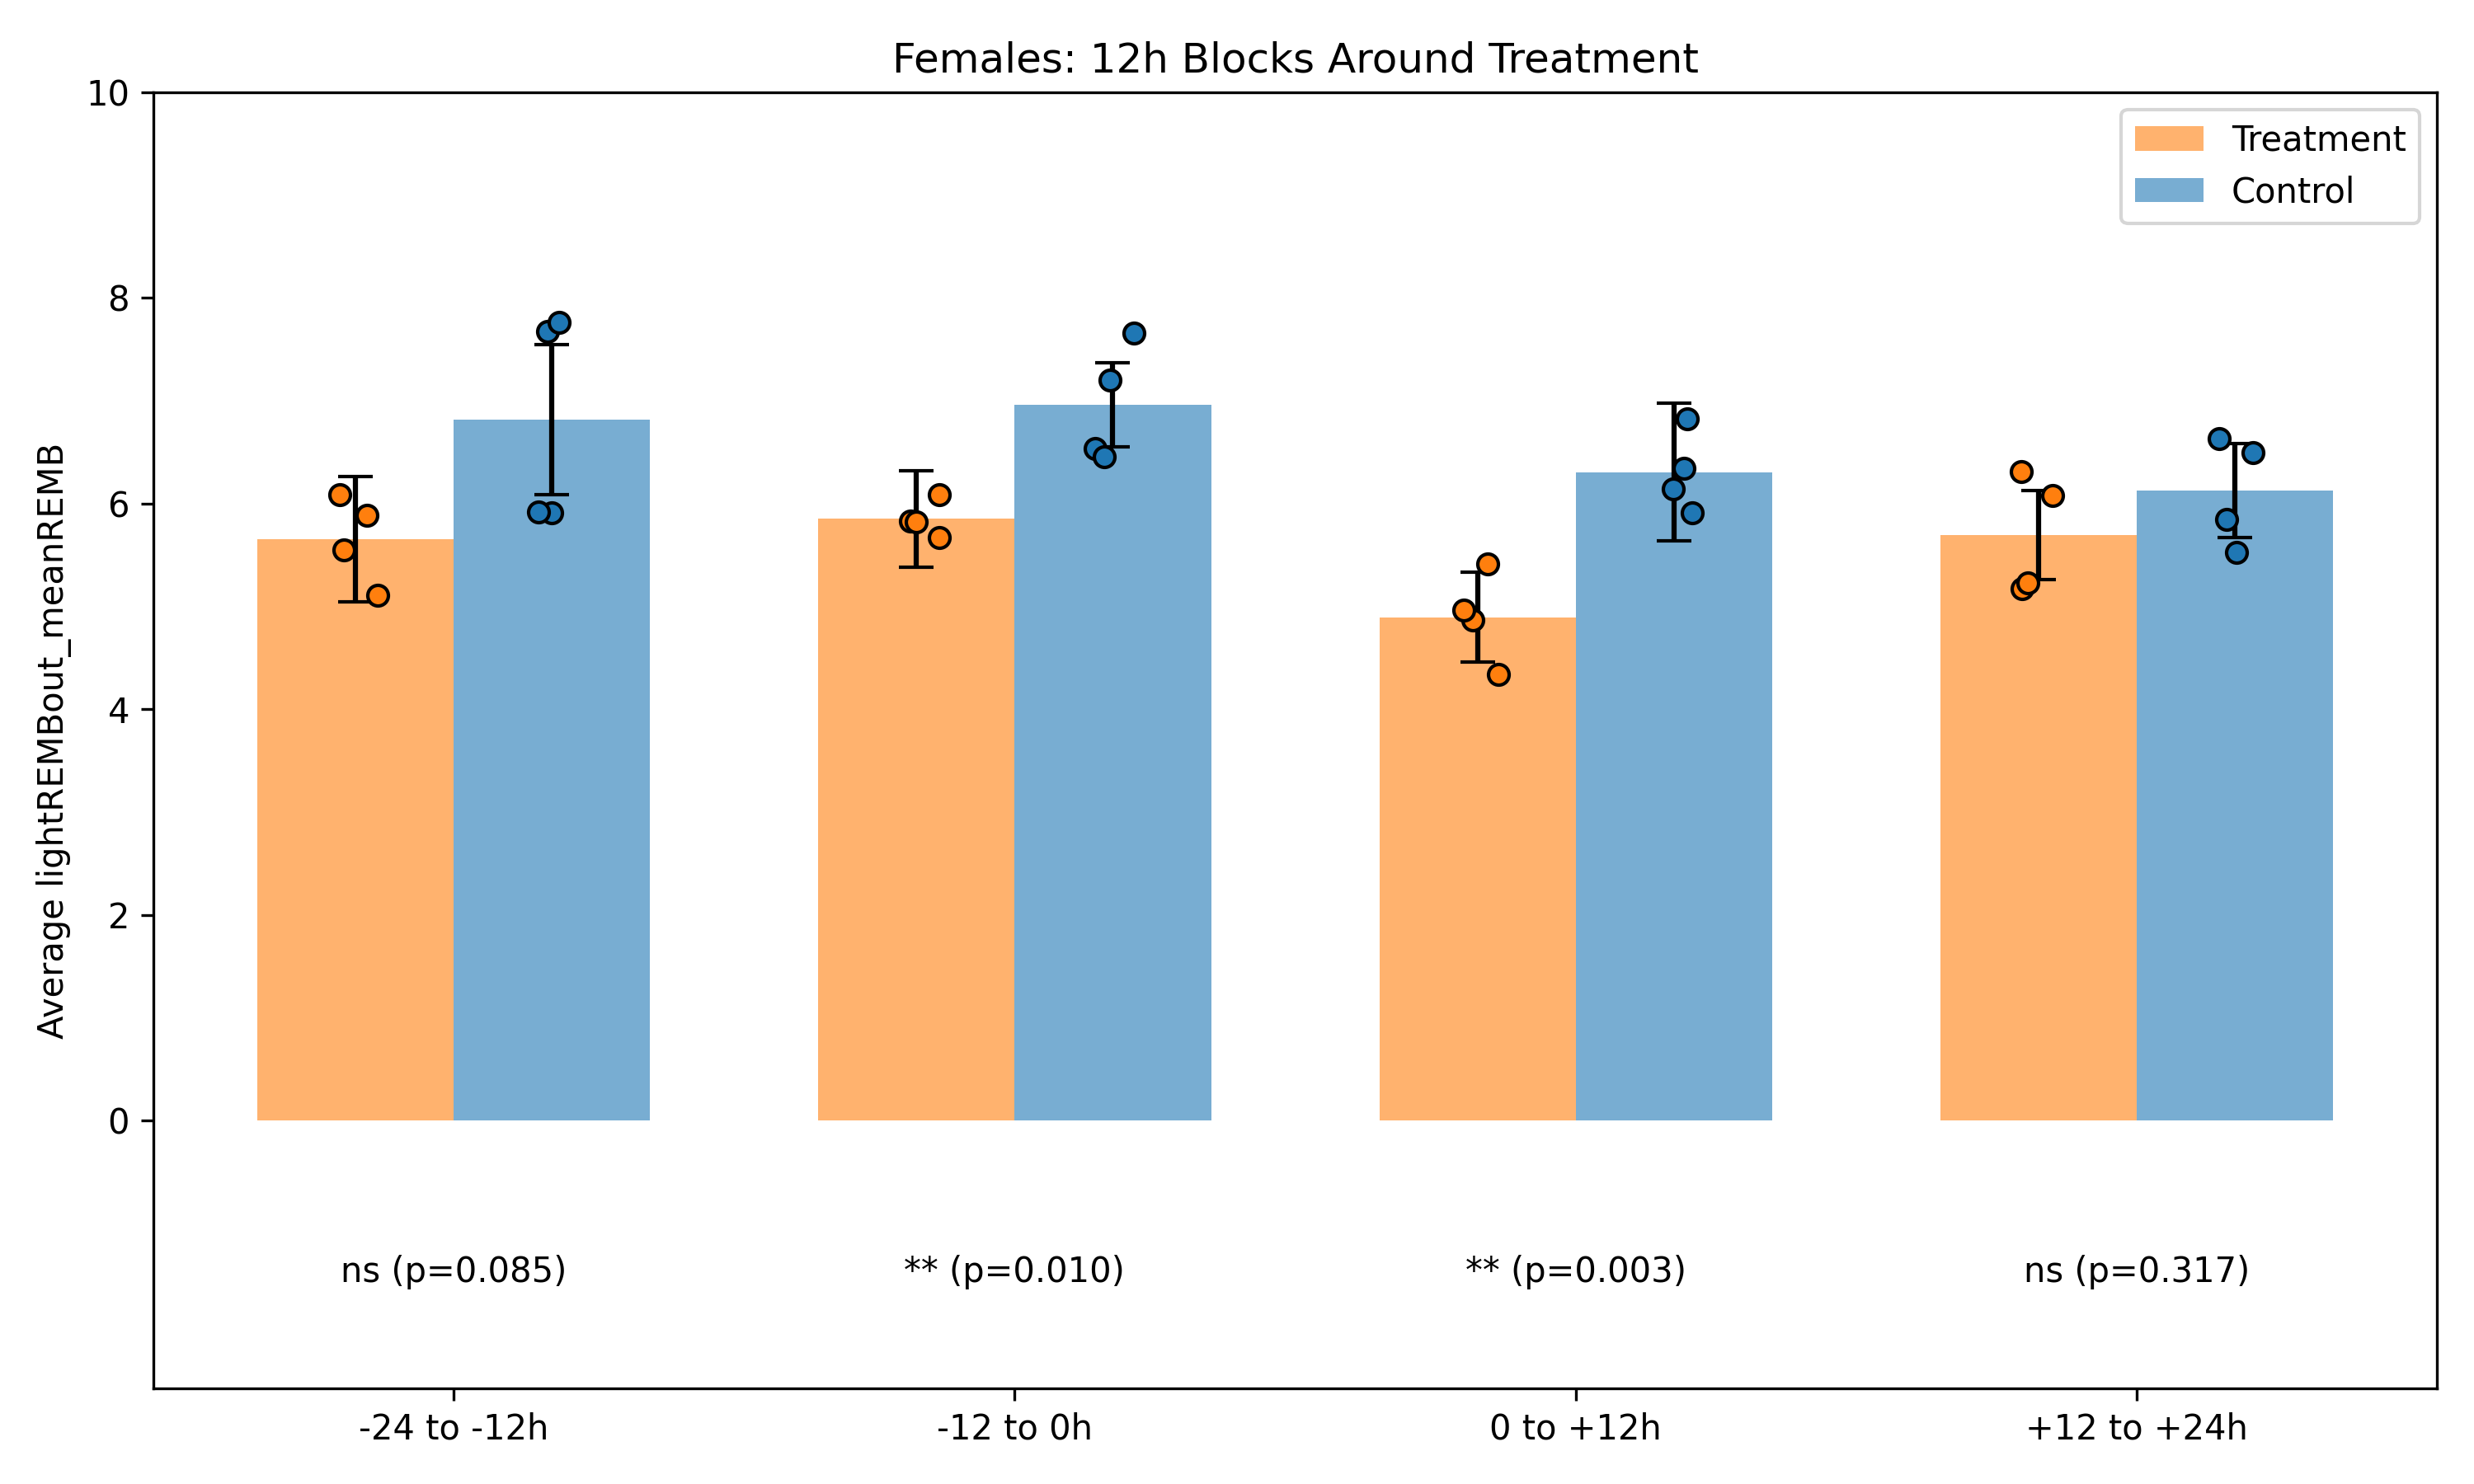 Females: 12h Blocks Around Treatment
10
8
6
4
2
0
Average lightREMBout_meanREMB
Treatment
Control
ns (p=0.085)
** (p=0.010)
** (p=0.003)
ns (p=0.317)
-24 to -12h
-12 to 0h
0 to +12h
+12 to +24h